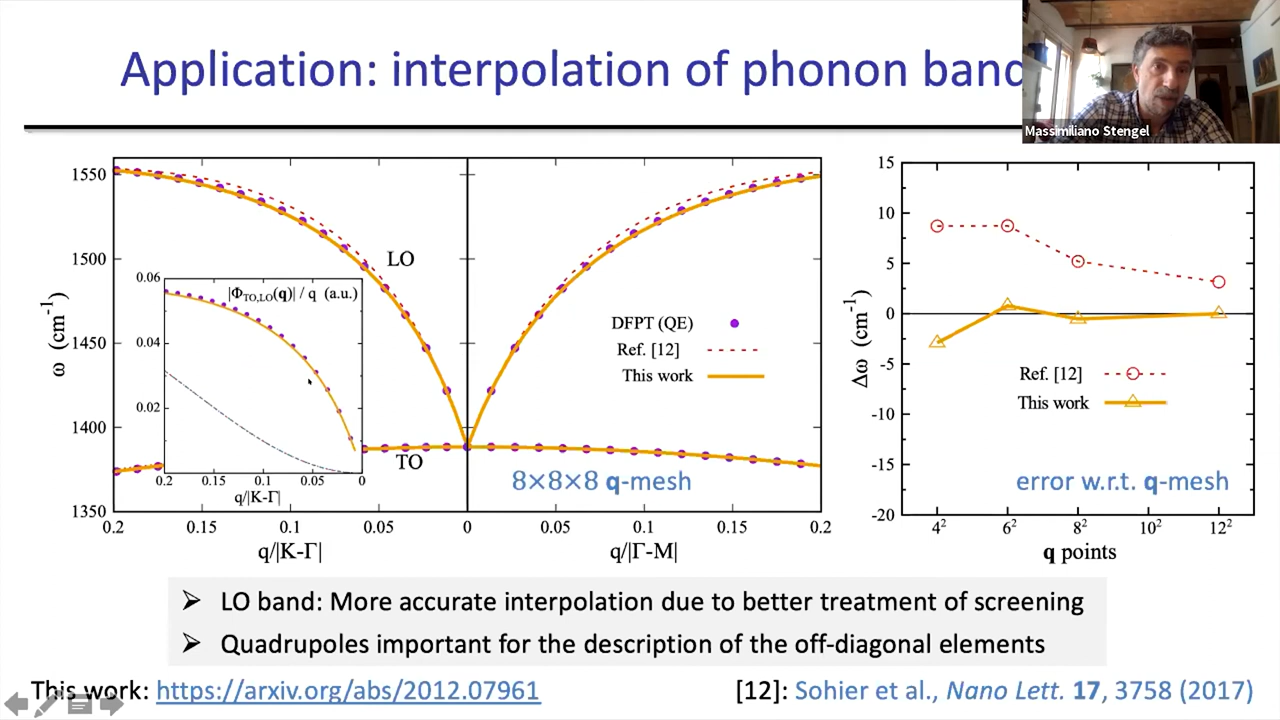 Application: interpolation of phonon band
Massimiliano Stengel
1550
1500
1450
1400
1350
ω (cm-1)
LO
TO
0.06
0.04
0.02
|ΦTO,LO(q)| / q (a.u.)
0.2 0.15 0.1 0.05 0
q/|K-Γ|
DFPT (QE)
Ref. [12]
This work
8×8×8 q-mesh
0.2 0.15 0.1 0.05 0 0.05 0.1 0.15 0.2
q/|K-Γ| q/|Γ-M|
15
10
5
0
-5
-10
-15
-20
Δω (cm-1)
Ref. [12]
This work
error w.r.t. q-mesh
4² 6² 8² 10² 12²
q points
➢ LO band: More accurate interpolation due to better treatment of screening
➢ Quadrupoles important for the description of the off-diagonal elements
This work: https://arxiv.org/abs/2012.07961
[12]: Sohier et al., Nano Lett. 17, 3758 (2017)